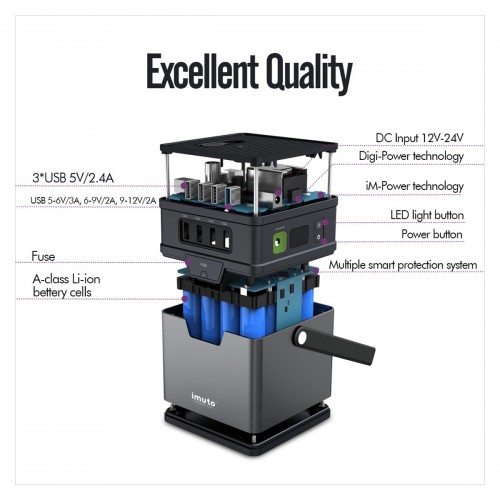 Excellent Quality
DC Input 12V-24V
Digi-Power technology
3*USB 5V/2.4A
iM-Power technology
USB 5-6V/3A, 6-9V/2A, 9-12V/2A
LED light button
Power button
Fuse
Multiple smart protection system
A-class Li-ion
bettery cells
imuto